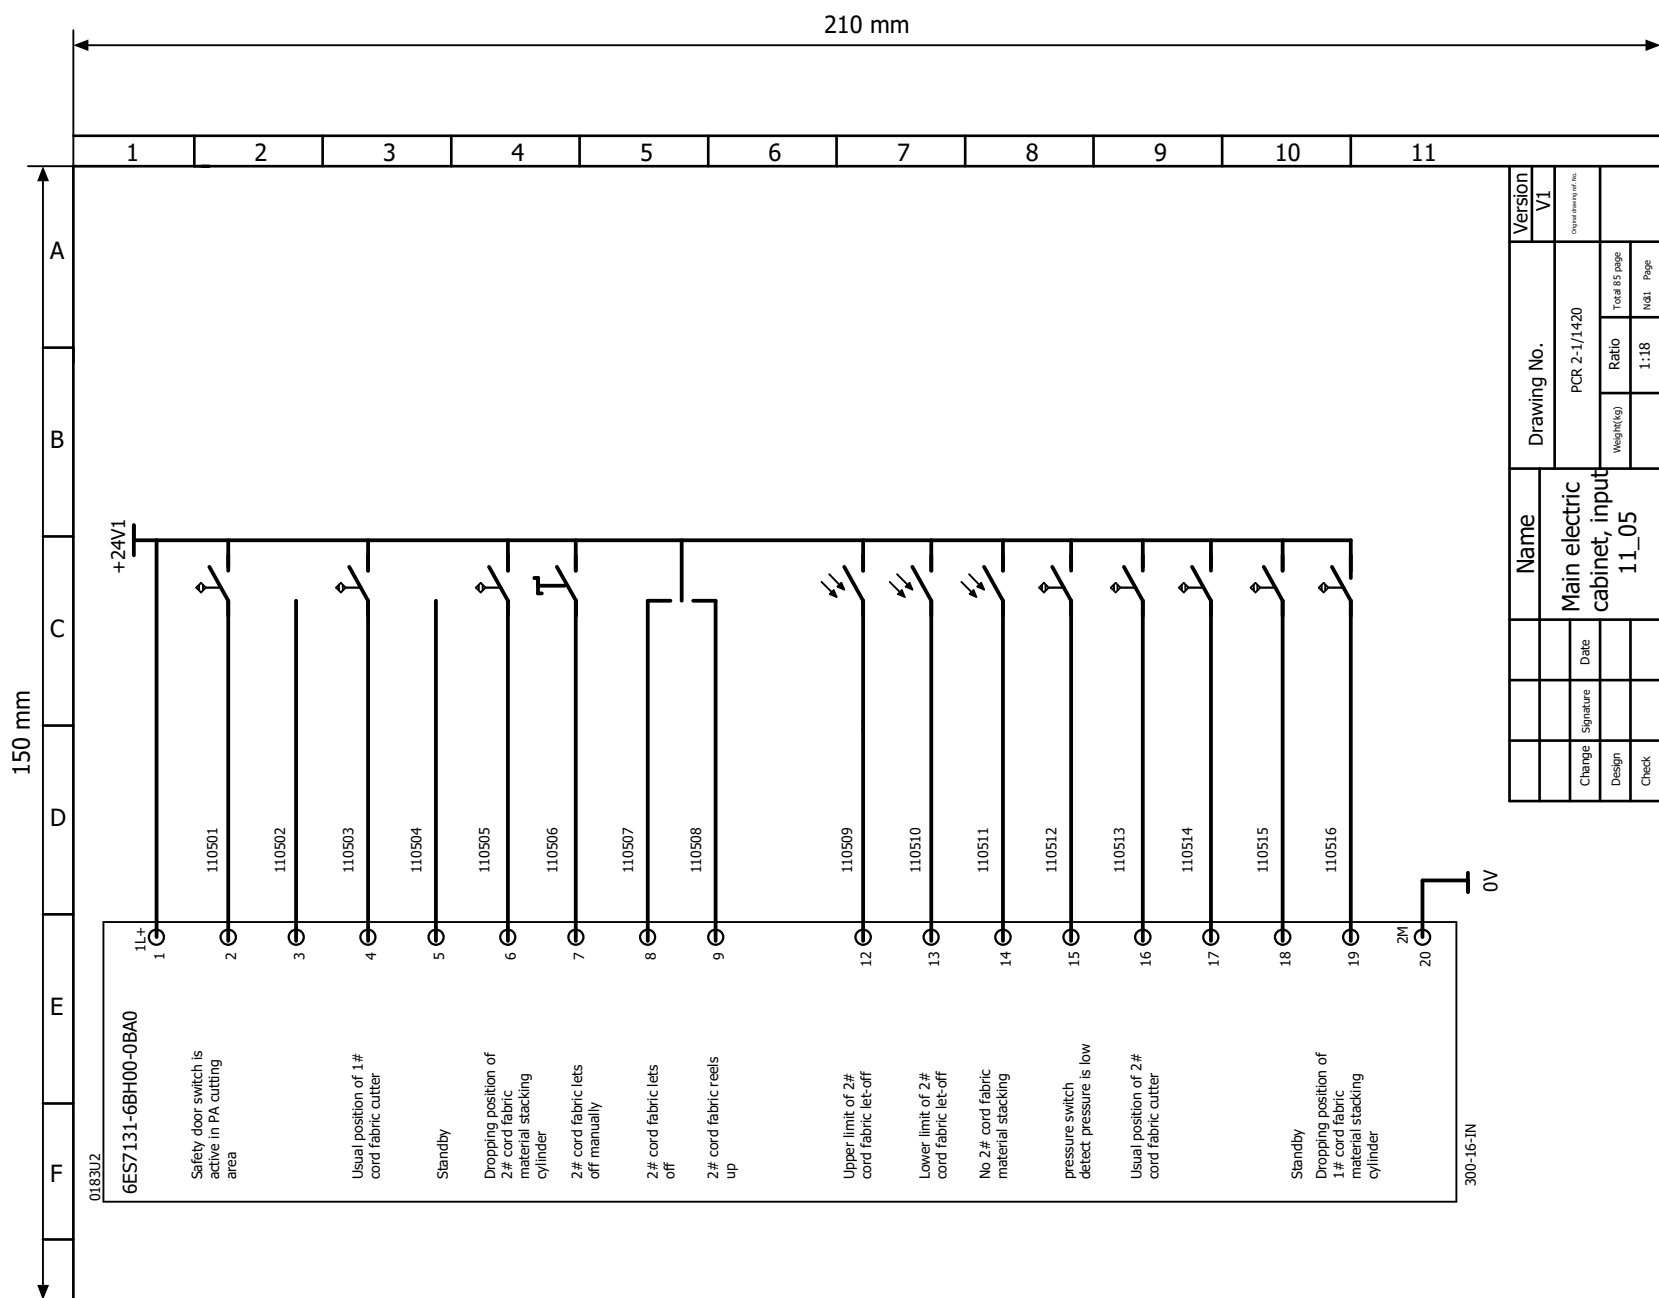 210 mm
150 mm
1 2 3 4 5 6 7 8 9 10 11
A
B
C
D
E
F
+24V1
110501
110502
110503
110504
110505
110506
110507
110508
110509
110510
110511
110512
110513
110514
110515
110516
0V
1L+
2M
1
2
3
4
5
6
7
8
9
12
13
14
15
16
17
18
19
20
0183U2
6ES7131-6BH00-0BA0
Safety door switch is
active in PA cutting
area
Usual position of 1#
cord fabric cutter
Standby
Dropping position of
2# cord fabric
material stacking
cylinder
2# cord fabric lets
off manually
2# cord fabric lets
off
2# cord fabric reels
up
Upper limit of 2#
cord fabric let-off
Lower limit of 2#
cord fabric let-off
No 2# cord fabric
material stacking
pressure switch
detect pressure is low
Usual position of 2#
cord fabric cutter
Standby
Dropping position of
1# cord fabric
material stacking
cylinder
300-16-IN
Change Signature Date
Design
Check
Name
Main electric
cabinet, input
11_05
Drawing No.
PCR 2-1/1420
Weight(kg) Ratio Total 85 page
1:18 Page
Version
V1
Original drawing ref. No.